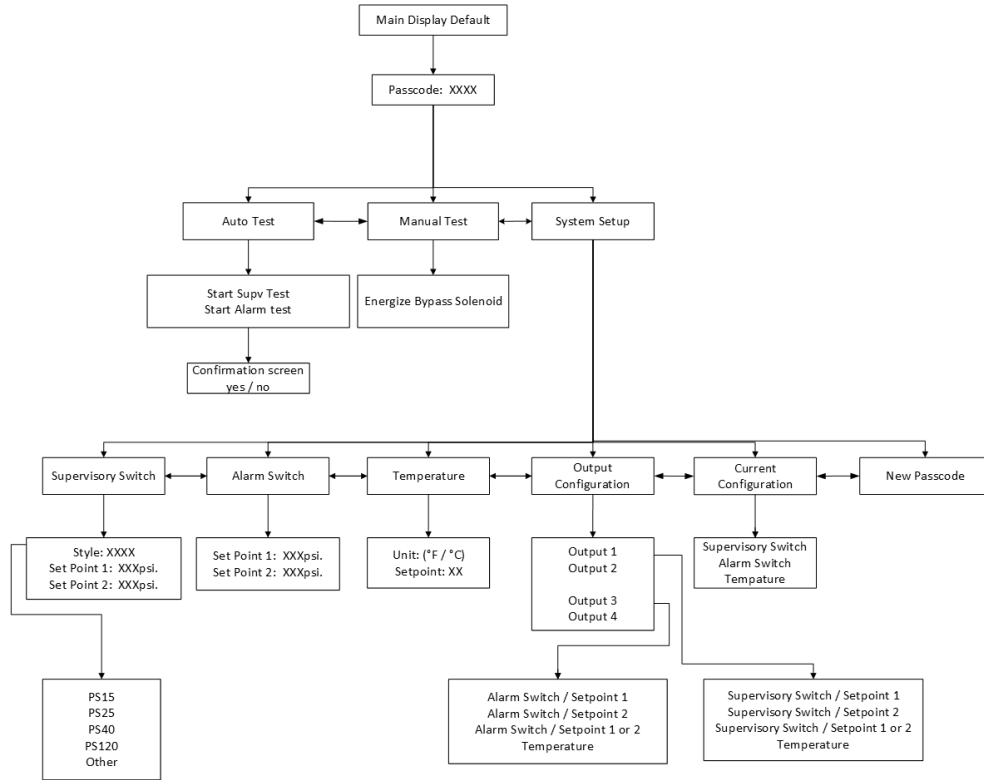 Main Display Default
Passcode: XXXX
Auto Test
Manual Test
System Setup
Start Supv Test
Start Alarm test
Energize Bypass Solenoid
Confirmation screen
yes / no
Supervisory Switch
Alarm Switch
Temperature
Output
Configuration
Current
Configuration
New Passcode
Style: XXXX
Set Point 1: XXXpsi.
Set Point 2: XXXpsi.
Set Point 1: XXXpsi.
Set Point 2: XXXpsi.
Unit: (°F / °C)
Setpoint: XX
Output 1
Output 2
Output 3
Output 4
Supervisory Switch
Alarm Switch
Tempature
PS15
PS25
PS40
PS120
Other
Alarm Switch / Setpoint 1
Alarm Switch / Setpoint 2
Alarm Switch / Setpoint 1 or 2
Temperature
Supervisory Switch / Setpoint 1
Supervisory Switch / Setpoint 2
Supervisory Switch / Setpoint 1 or 2
Temperature